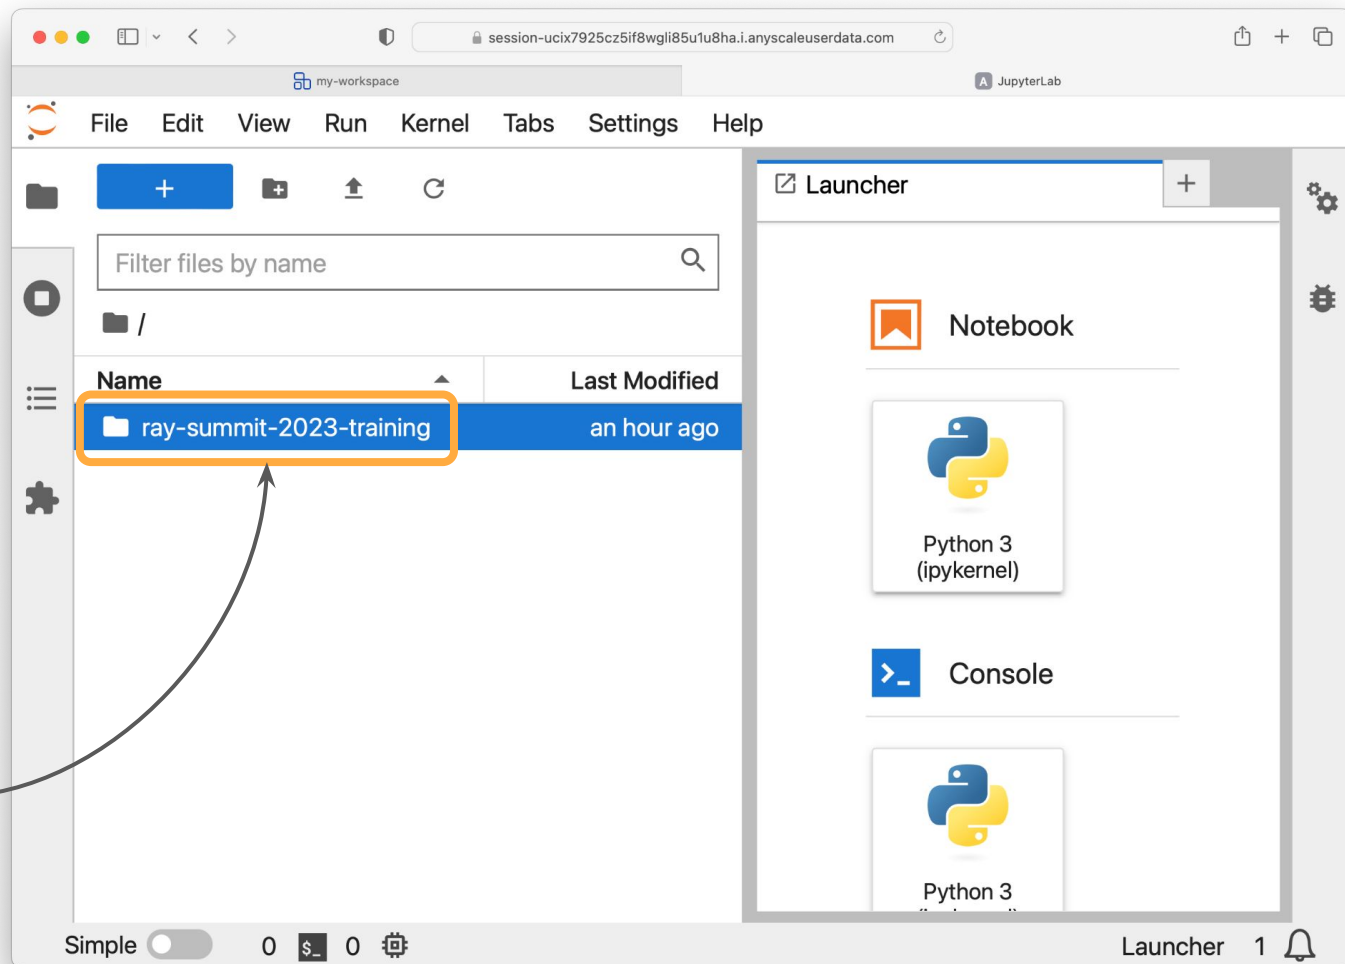 session-ucix7925cz5if8wgli85u1u8ha.i.anyscaleuserdata.com
my-workspace
A JupyterLab
File Edit View Run Kernel Tabs Settings Help
+
Launcher +
Filter files by name
/
Notebook
Name Last Modified
ray-summit-2023-training an hour ago
Python 3
(ipykernel)
$_
Console
Python 3
Simple 0 $_ 0 Launcher 1